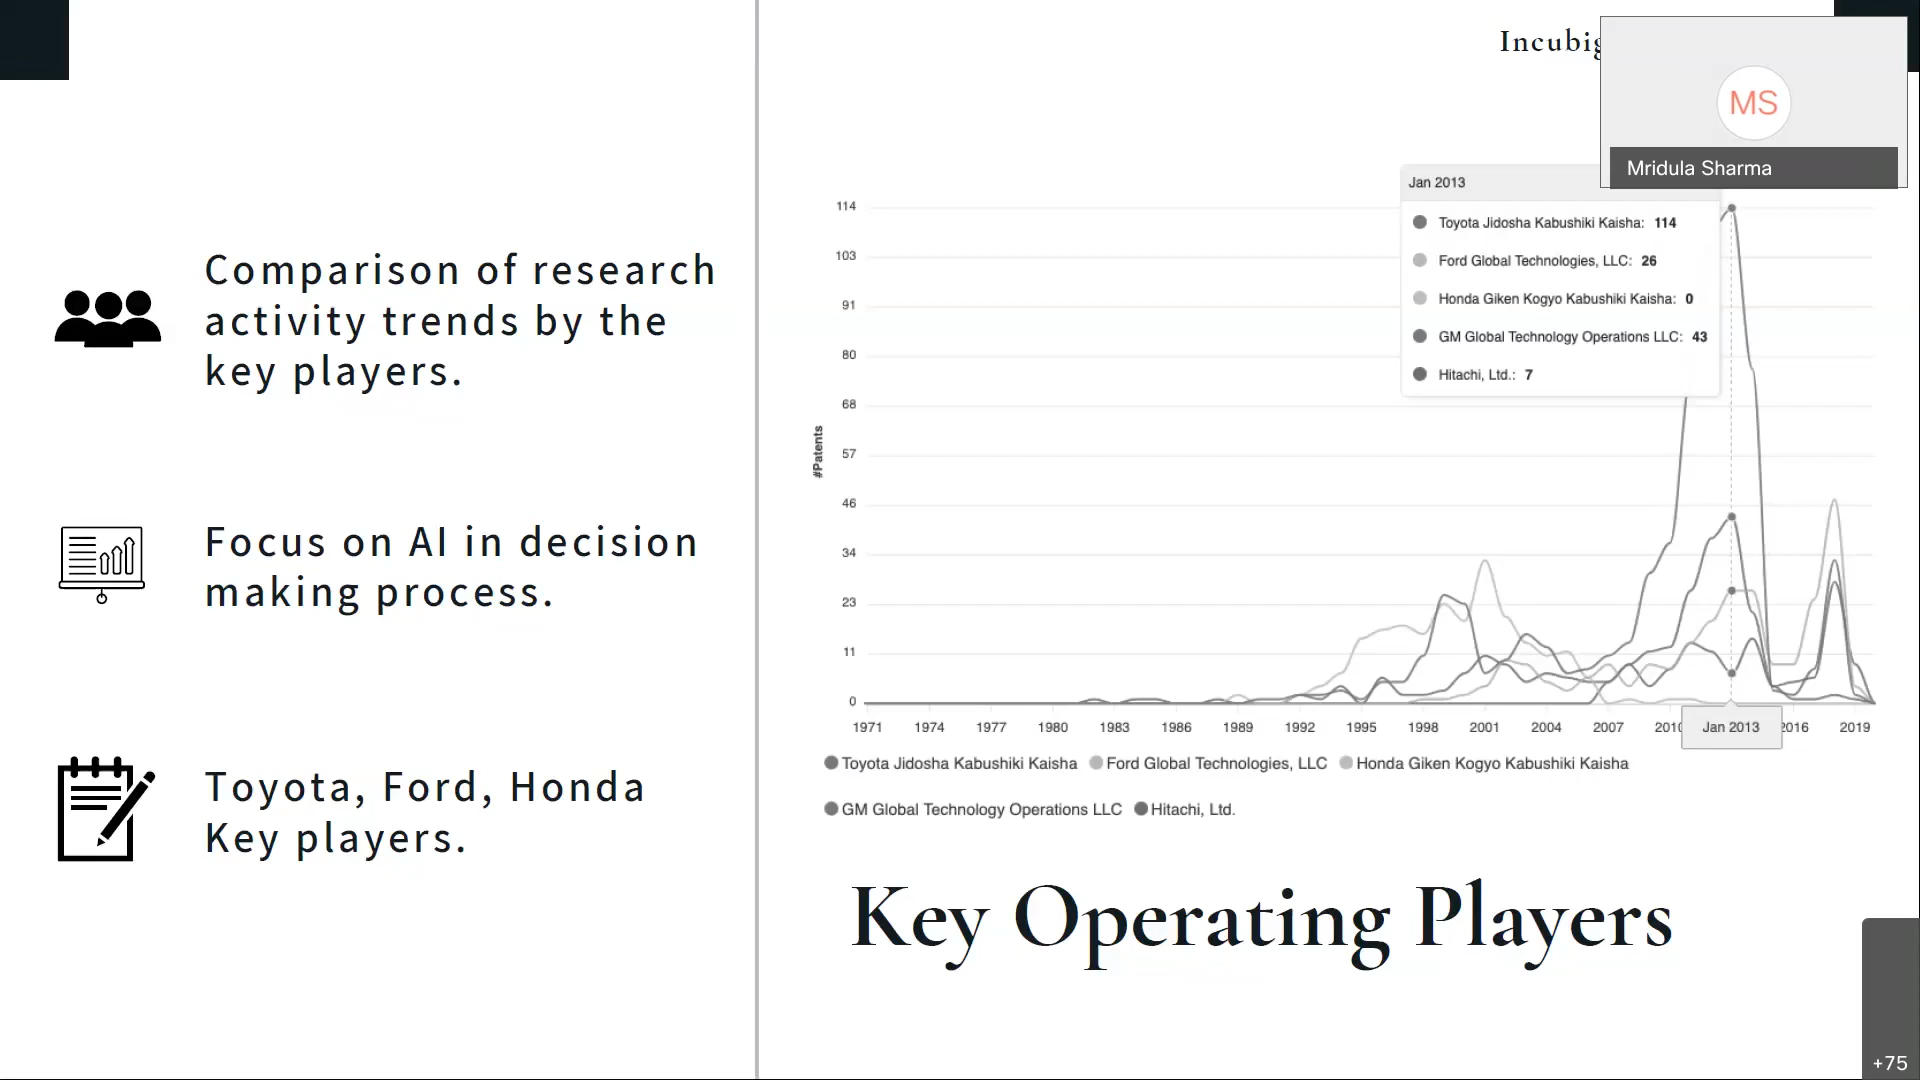 Incubig
MS
Mridula Sharma
Comparison of research
activity trends by the
key players.
Focus on AI in decision
making process.
Toyota, Ford, Honda
Key players.
Jan 2013
Toyota Jidosha Kabushiki Kaisha: 114
Ford Global Technologies, LLC: 26
Honda Giken Kogyo Kabushiki Kaisha: 0
GM Global Technology Operations LLC: 43
Hitachi, Ltd.: 7
#Patents
114
103
91
80
68
57
46
34
23
11
0
1971 1974 1977 1980 1983 1986 1989 1992 1995 1998 2001 2004 2007 2010 Jan 2013 2016 2019
Toyota Jidosha Kabushiki Kaisha Ford Global Technologies, LLC Honda Giken Kogyo Kabushiki Kaisha
GM Global Technology Operations LLC Hitachi, Ltd.
Key Operating Players
+75